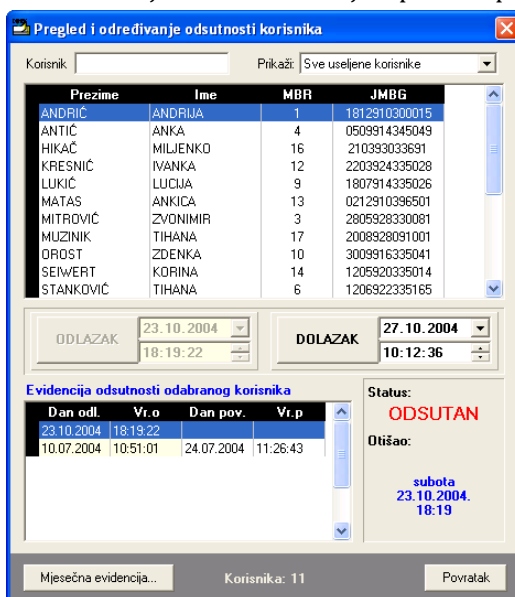 Pregled i određivanje odsutnosti korisnika
Korisnik Prikaži: Sve useljene korisnike
Prezime Ime MBR JMBG
ANDRIĆ ANDRIJA 1 1812910300015
ANTIĆ ANKA 4 0509914345049
HIKAČ MILJENKO 16 210393033691
KRESNIĆ IVANKA 12 2203924335028
LUKIĆ LUCIJA 9 1807914335026
MATAS ANKICA 13 0212910396501
MITROVIĆ ZVONIMIR 3 2805928330081
MUZINIK TIHANA 17 2008928091001
OROST ZDENKA 10 3009916335041
SEIWERT KORINA 14 1205920335014
STANKOVIĆ TIHANA 6 1206922335165
ODLAZAK 23.10.2004 18:19:22
DOLAZAK 27.10.2004 10:12:36
Evidencija odsutnosti odabranog korisnika
Dan odl. Vr.o Dan pov. Vr.p
23.10.2004 18:19:22
10.07.2004 10:51:01 24.07.2004 11:26:43
Status:
ODSUTAN
Otišao:
subota
23.10.2004.
18:19
Mjesečna evidencija... Korisnika: 11 Povratak